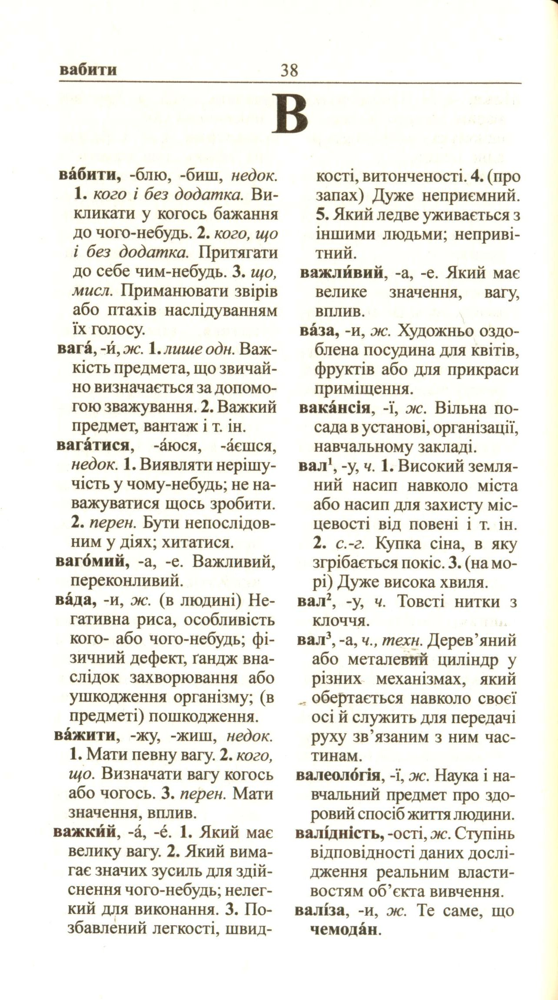 вабити
38
В
ва́бити, -блю, -биш, недок.
1. кого і без додатка. Ви-
кликати у когось бажання
до чого-небудь. 2. кого, що
і без додатка. Притягати
до себе чим-небудь. 3. що,
мисл. Приманювати звірів
або птахів наслідуванням
їх голосу.
вага́, -и́, ж. 1. лише одн. Важ-
кість предмета, що звичай-
но визначається за допомо-
гою зважування. 2. Важкий
предмет, вантаж і т. ін.
вага́тися, -а́юся, -а́єшся,
недок. 1. Виявляти нерішу-
чість у чому-небудь; не на-
важуватися щось зробити.
2. перен. Бути непослідов-
ним у діях; хитатися.
ваго́мий, -а, -е. Важливий,
переконливий.
ва́да, -и, ж. (в людині) Не-
гативна риса, особливість
кого- або чого-небудь; фі-
зичний дефект, ґандж вна-
слідок захворювання або
ушкодження організму; (в
предметі) пошкодження.
ва́жити, -жу, -жиш, недок.
1. Мати певну вагу. 2. кого,
що. Визначати вагу когось
або чогось. 3. перен. Мати
значення, вплив.
важки́й, -а́, -е́. 1. Який має
велику вагу. 2. Який вима-
гає значих зусиль для здій-
снення чого-небудь; нелег-
кий для виконання. 3. По-
збавлений легкості, швид-
кості, витонченості. 4. (про
запах) Дуже неприємний.
5. Який ледве уживається з
іншими людьми; неприві-
тний.
важли́вий, -а, -е. Який має
велике значення, вагу,
вплив.
ва́за, -и, ж. Художньо оздо-
блена посудина для квітів,
фруктів або для прикраси
приміщення.
вака́нсія, -ї, ж. Вільна по-
сада в установі, організації,
навчальному закладі.
вал¹, -у, ч. 1. Високий земля-
ний насип навколо міста
або насип для захисту міс-
цевості від повені і т. ін.
2. с.-г. Купка сіна, в яку
згрібається покіс. 3. (на мо-
рі) Дуже висока хвиля.
вал², -у, ч. Товсті нитки з
клоччя.
вал³, -а, ч., техн. Дерев’яний
або металевий циліндр у
різних механізмах, який
обертається навколо своєї
осі й служить для передачі
руху зв’язаним з ним час-
тинам.
валеоло́гія, -ї, ж. Наука і на-
вчальний предмет про здо-
ровий спосіб життя людини.
валі́дність, -ості, ж. Ступінь
відповідності даних дослі-
дження реальним власти-
востям об’єкта вивчення.
валі́за, -и, ж. Те саме, що
чемода́н.